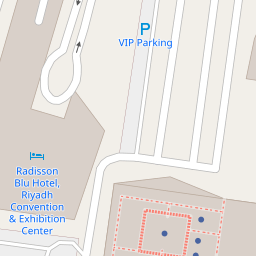 P
VIP Parking
Radisson
Blu Hotel,
Riyadh
Convention
& Exhibition
Center